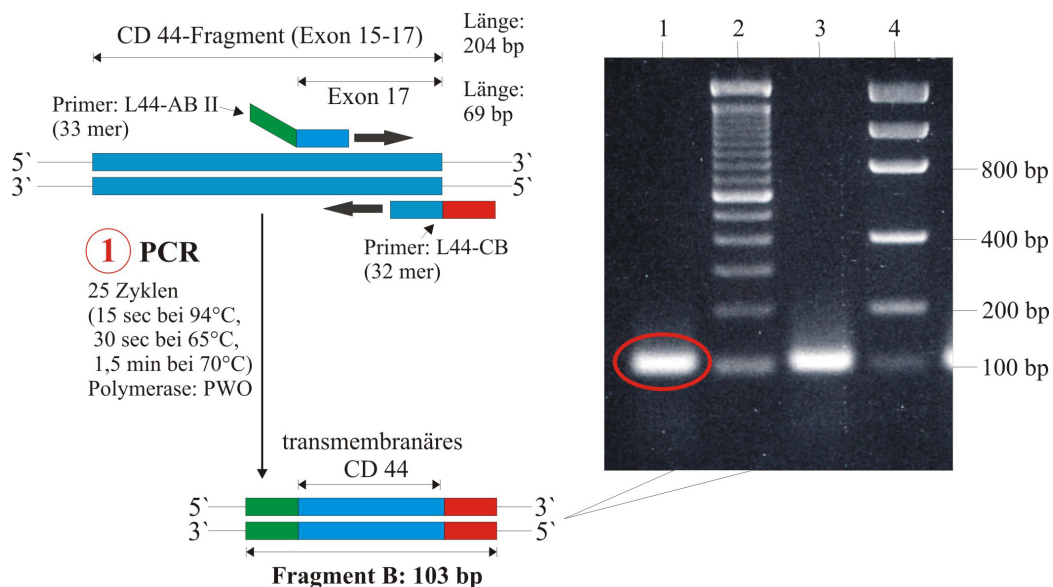 CD 44-Fragment (Exon 15-17)
Länge:
204 bp
Exon 17
Länge:
69 bp
Primer: L44-AB II
(33 mer)
5` 3`
3` 5`
Primer: L44-CB
(32 mer)
1 PCR
25 Zyklen
(15 sec bei 94°C,
30 sec bei 65°C,
1,5 min bei 70°C)
Polymerase: PWO
transmembranäres
CD 44
5` 3`
3` 5`
Fragment B: 103 bp
1 2 3 4
800 bp
400 bp
200 bp
100 bp